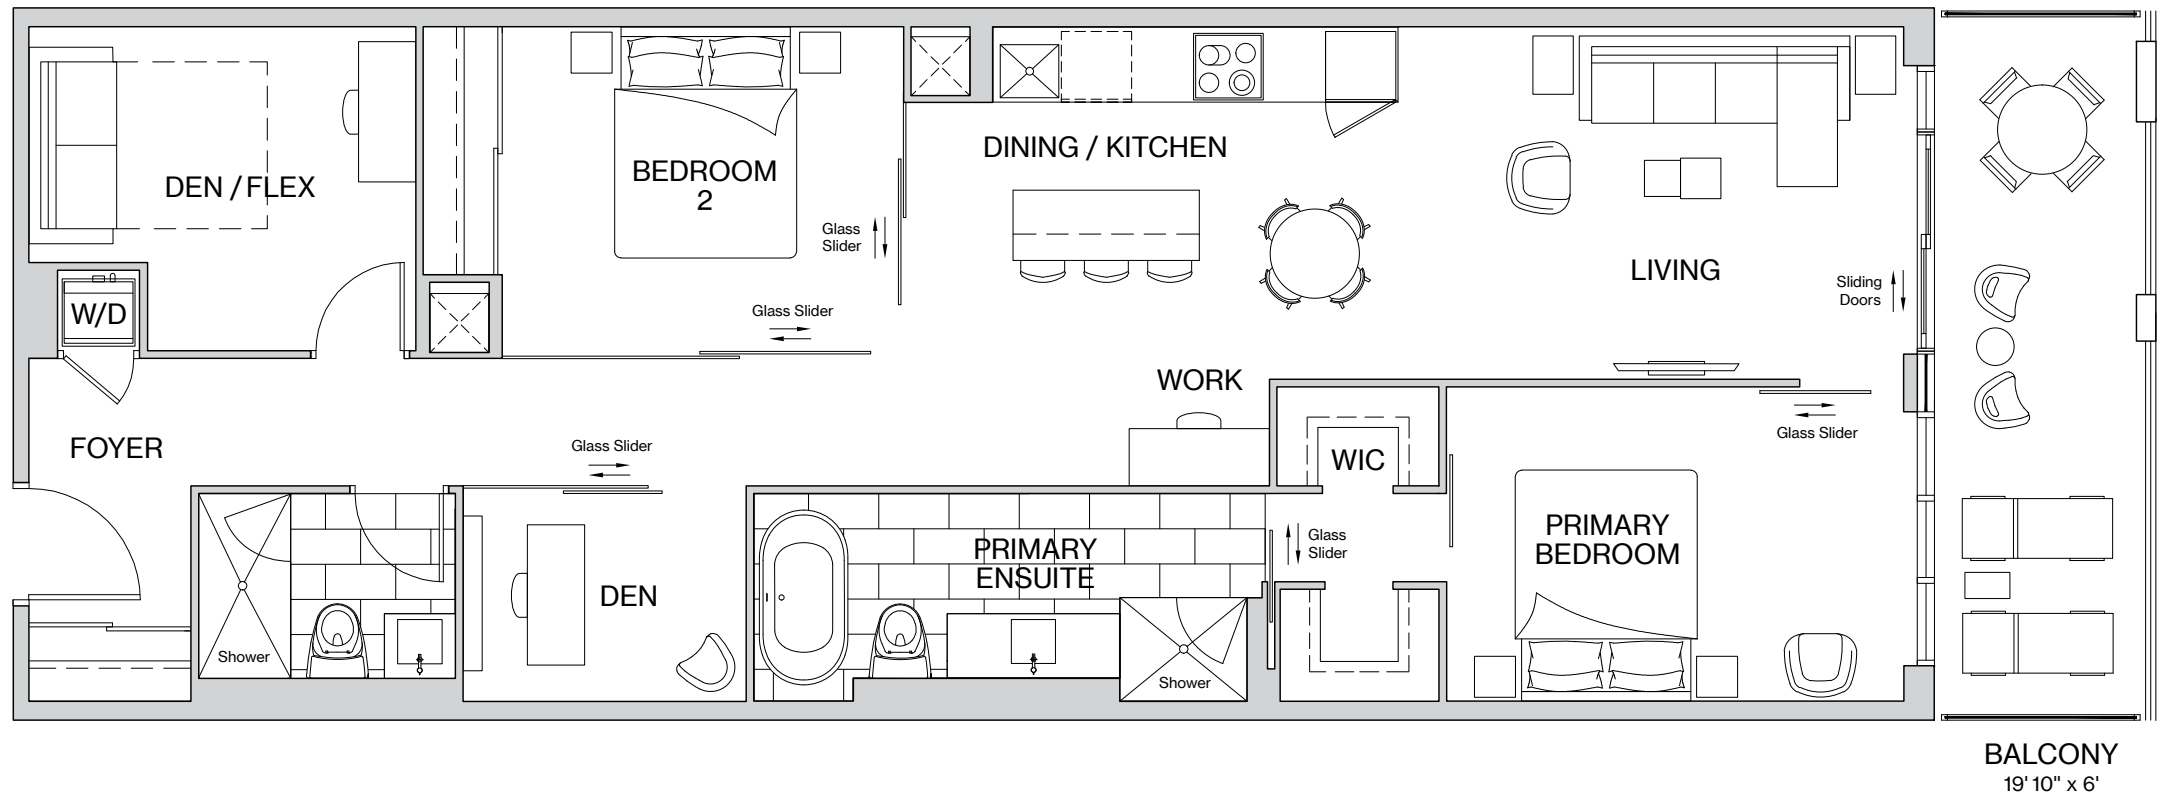 DEN / FLEX
W/D
BEDROOM
2
Glass
Slider
Glass Slider
DINING / KITCHEN
LIVING
Sliding
Doors
WORK
Glass Slider
FOYER
Glass Slider
WIC
PRIMARY
BEDROOM
Glass
Slider
PRIMARY
ENSUITE
DEN
Shower
Shower
BALCONY
19' 10" x 6'